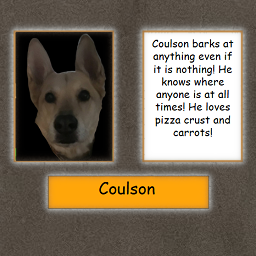 Coulson barks at
anything even if
it is nothing! He
knows where
anyone is at all
times! He loves
pizza crust and
carrots!
Coulson